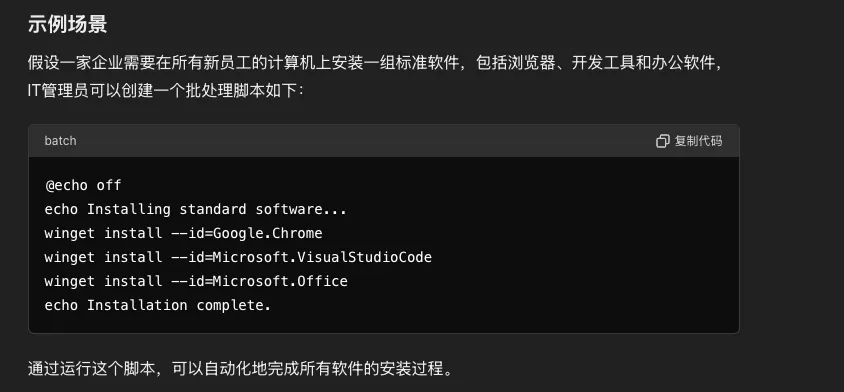 示例场景
假设一家企业需要在所有新员工的计算机上安装一组标准软件，包括浏览器、开发工具和办公软件，
IT管理员可以创建一个批处理脚本如下：
batch
复制代码
@echo off
echo Installing standard software...
winget install --id=Google.Chrome
winget install --id=Microsoft.VisualStudioCode
winget install --id=Microsoft.Office
echo Installation complete.
通过运行这个脚本，可以自动化地完成所有软件的安装过程。